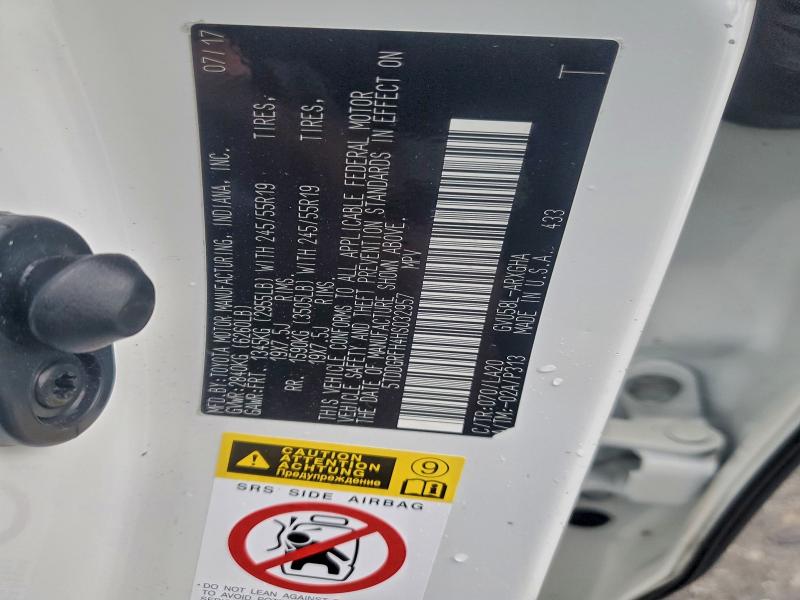 MFD.BY: TOYOTA MOTOR MANUFACTURING, INDIANA, INC. 07/17
GVWR: 2840KG (6260LB)
GAWR: FRT. 1345KG (2955LB) WITH 245/55R19 TIRES,
19X7.5J RIMS,
RR. 1590KG (3505LB) WITH 245/55R19 TIRES,
19X7.5J RIMS,
THIS VEHICLE CONFORMS TO ALL APPLICABLE FEDERAL MOTOR
VEHICLE SAFETY AND THEFT PREVENTION STANDARDS IN EFFECT ON
THE DATE OF MANUFACTURE SHOWN ABOVE.
5TDDGRFH4HS032957 MPV
C/TR: 070/LA20 GVU58L-ARXGHA
/TM: -02A/P313 MADE IN U.S.A. 433
T
CAUTION
ATTENTION
ACHTUNG
Предупреждение
9
SRS SIDE AIRBAG
· DO NOT LEAN AGAINST
TO AVOID